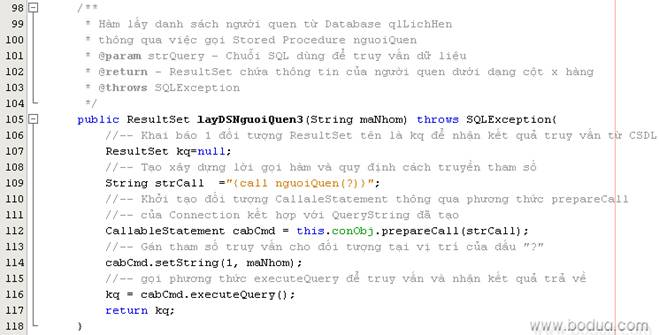 98 /**
99 * Hàm lấy danh sách người quen từ Database qlLichHen
100 * thông qua việc gọi Stored Procedure nguoiQuen
101 * @param strQuery - Chuỗi SQL dùng để truy vấn dữ liệu
102 * @return - ResultSet chứa thông tin của người quen dưới dạng cột x hàng
103 * @throws SQLException
104 */
105 public ResultSet layDSNguoiQuen3(String maNhom) throws SQLException{
106 //-- Khai báo 1 đối tượng ResultSet tên là kq để nhận kết quả truy vấn từ CSDL
107 ResultSet kq=null;
108 //-- Tạo xây dựng lời gọi hàm và quy định cách truyền tham số
109 String strCall ="{call nguoiQuen(?)}";
110 //-- Khởi tạo đối tượng CallaleStatement thông qua phương thức prepareCall
111 //-- của Connection kết hợp với QueryString đã tạo
112 CallableStatement cabCmd = this.conObj.prepareCall(strCall);
113 //-- Gán tham số truy vấn cho đối tượng tại vị trí của dấu "?"
114 cabCmd.setString(1, maNhom);
115 //-- gọi phương thức executeQuery để truy vấn và nhận kết quả trả về
116 kq = cabCmd.executeQuery();
117 return kq;
118 }
www.bodua.com